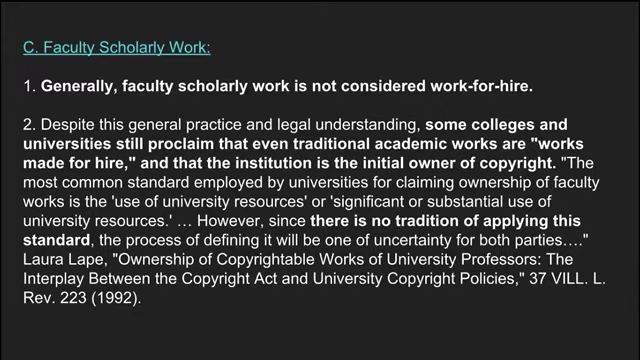 C. Faculty Scholarly Work:
1. Generally, faculty scholarly work is not considered work-for-hire.
2. Despite this general practice and legal understanding, some colleges and
universities still proclaim that even traditional academic works are "works
made for hire," and that the institution is the initial owner of copyright. "The
most common standard employed by universities for claiming ownership of faculty
works is the 'use of university resources' or 'significant or substantial use of
university resources.' … However, since there is no tradition of applying this
standard, the process of defining it will be one of uncertainty for both parties…."
Laura Lape, "Ownership of Copyrightable Works of University Professors: The
Interplay Between the Copyright Act and University Copyright Policies," 37 VILL. L.
Rev. 223 (1992).